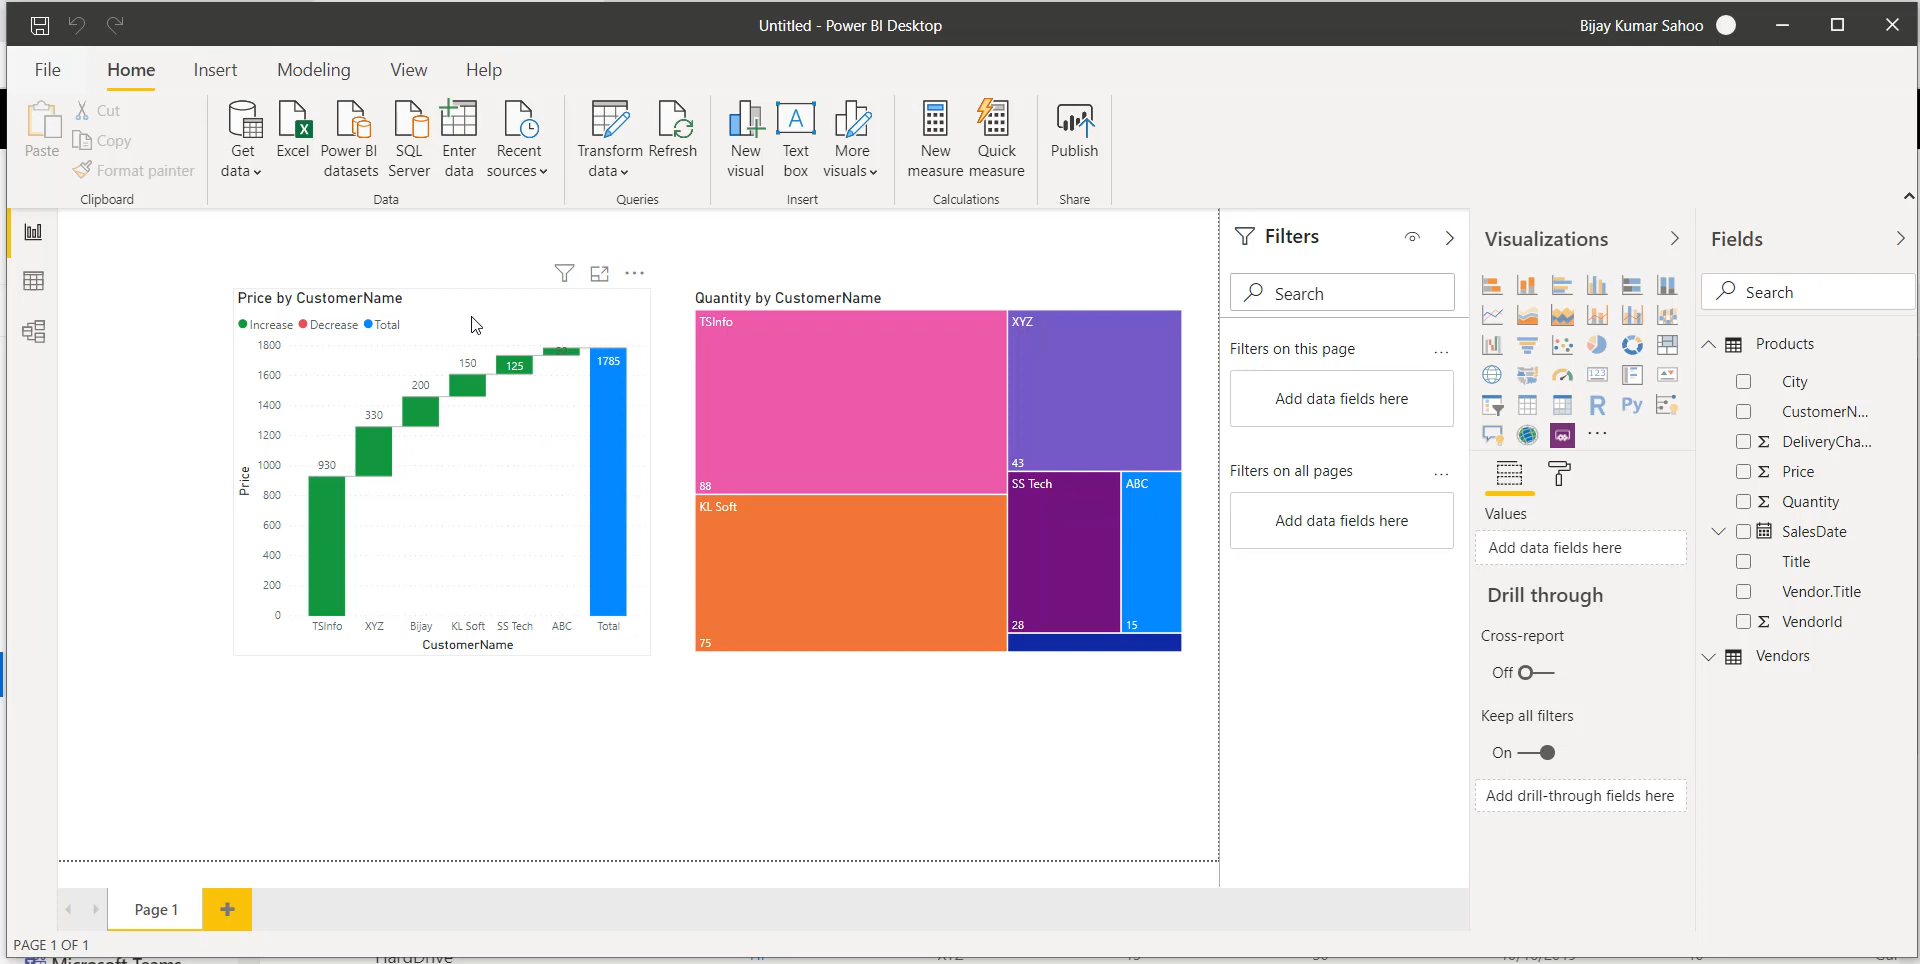 Untitled - Power BI Desktop
Bijay Kumar Sahoo
File Home Insert Modeling View Help
Paste
Cut
Copy
Format painter
Clipboard
Get data
Excel
Power BI datasets
SQL Server
Enter data
Recent sources
Data
Transform data
Refresh
Queries
New visual
Text box
More visuals
Insert
New measure
Quick measure
Calculations
Publish
Share
Price by CustomerName
Increase Decrease Total
1800
1600
1400
1200
1000
800
600
400
200
0
Price
930
330
200
150
125
1785
TSInfo XYZ Bijay KL Soft SS Tech ABC Total
CustomerName
Quantity by CustomerName
TSInfo
88
KL Soft
75
XYZ
43
SS Tech
28
ABC
15
Filters
Search
Filters on this page ...
Add data fields here
Filters on all pages ...
Add data fields here
Visualizations
123
R Py
...
Values
Add data fields here
Drill through
Cross-report
Off
Keep all filters
On
Add drill-through fields here
Fields
Search
Products
City
CustomerN...
Σ DeliveryCha...
Σ Price
Σ Quantity
SalesDate
Title
Vendor.Title
Σ VendorId
Vendors
Page 1
PAGE 1 OF 1
Microsoft Teams
HardDrive